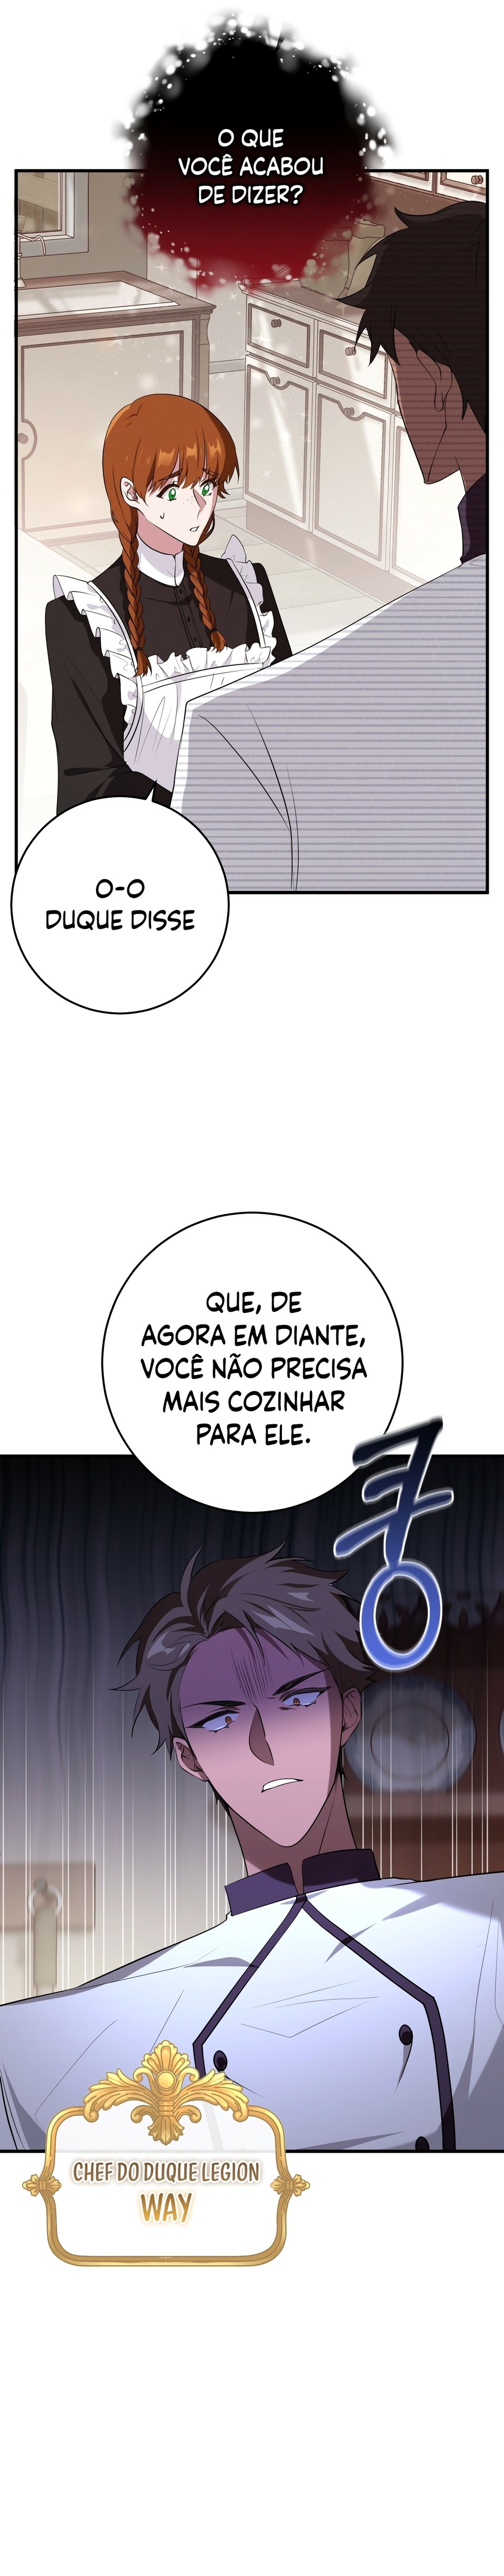 O QUE
VOCÊ ACABOU
DE DIZER?
O-O
DUQUE DISSE
QUE, DE
AGORA EM DIANTE,
VOCÊ NÃO PRECISA
MAIS COZINHAR
PARA ELE.
쿵
CHEF DO DUQUE LEGION
WAY